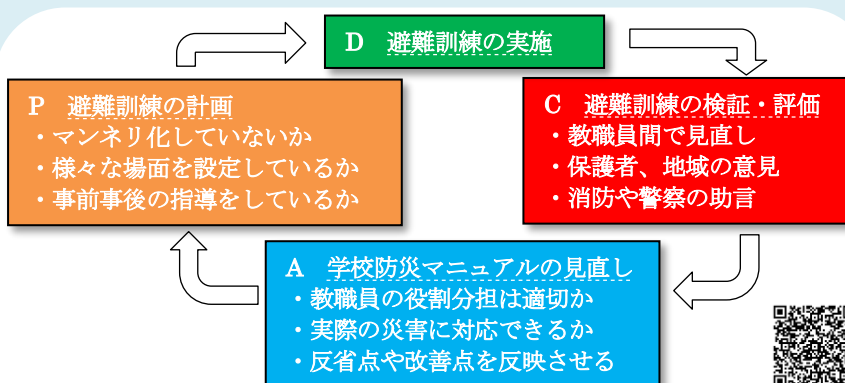 D 避難訓練の実施
P 避難訓練の計画
・マンネリ化していないか
・様々な場面を設定しているか
・事前事後の指導をしているか
C 避難訓練の検証・評価
・教職員間で見直し
・保護者、地域の意見
・消防や警察の助言
A 学校防災マニュアルの見直し
・教職員の役割分担は適切か
・実際の災害に対応できるか
・反省点や改善点を反映させる